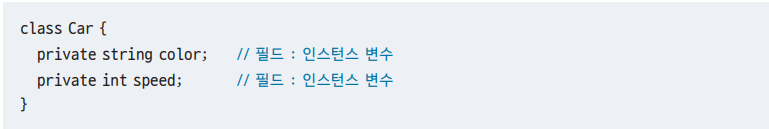 class Car {
private string color; // 필드 : 인스턴스 변수
private int speed; // 필드 : 인스턴스 변수
}